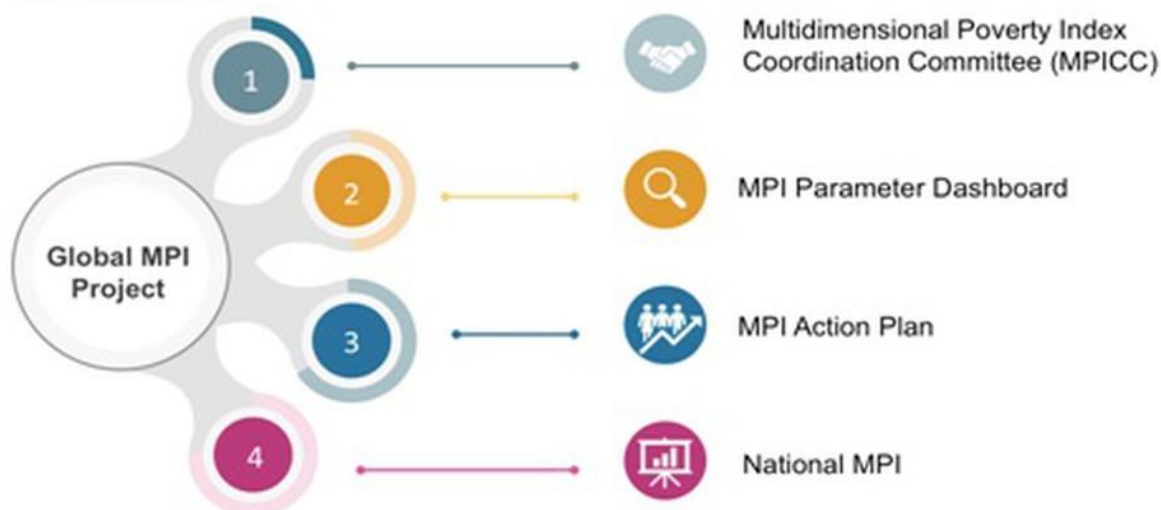 1
Multidimensional Poverty Index
Coordination Committee (MPICC)
2
MPI Parameter Dashboard
Global MPI
Project
3
MPI Action Plan
4
National MPI